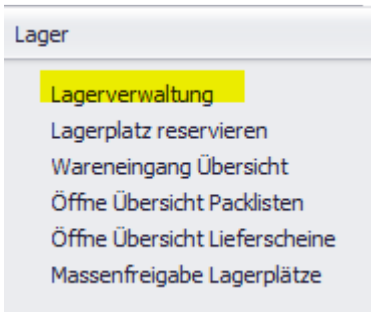 Lager
Lagerverwaltung
Lagerplatz reservieren
Wareneingang Übersicht
Öffne Übersicht Packlisten
Öffne Übersicht Lieferscheine
Massenfreigabe Lagerplätze